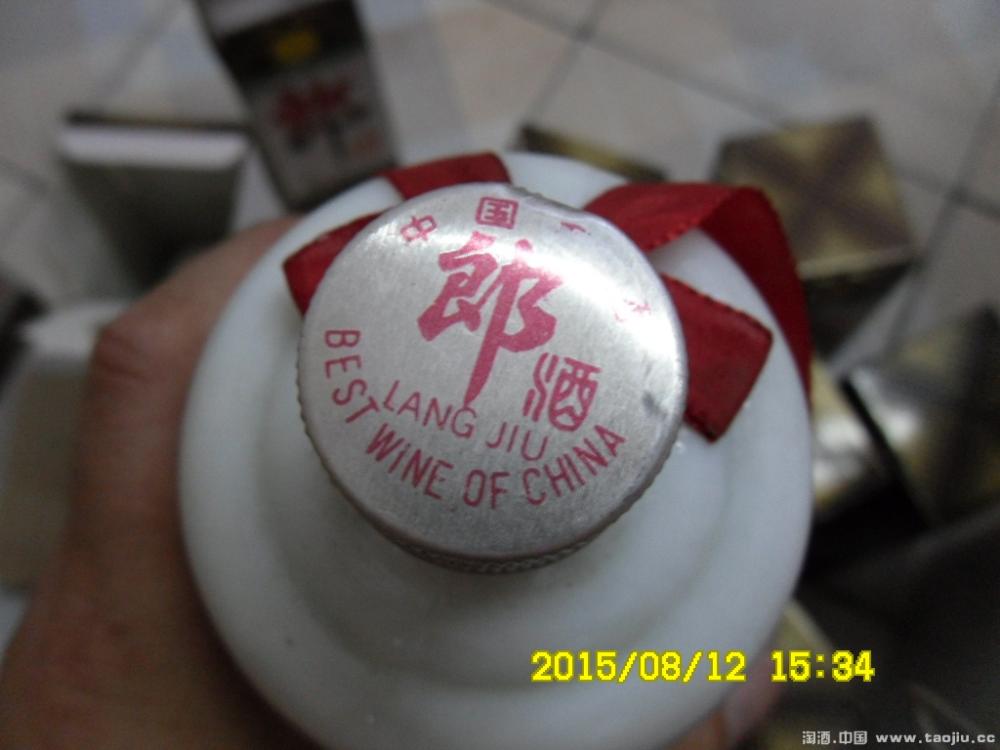 中国
郎
酒
LANG JIU
BEST WINE OF CHINA
2015/08/12 15:34
淘酒.中国 www.taojiu.cc